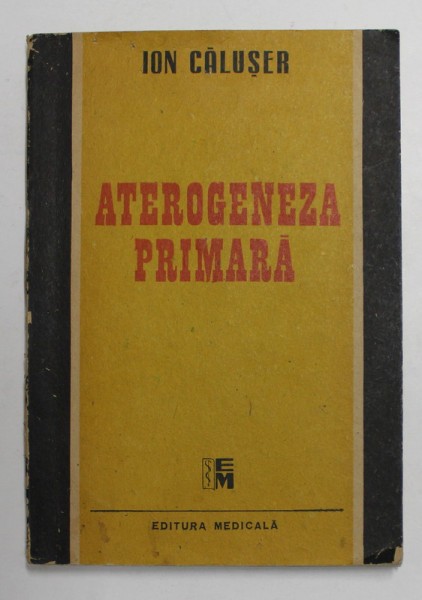 ION CĂLUȘER
ATEROGENEZA
PRIMARĂ
EM
EDITURA MEDICALĂ